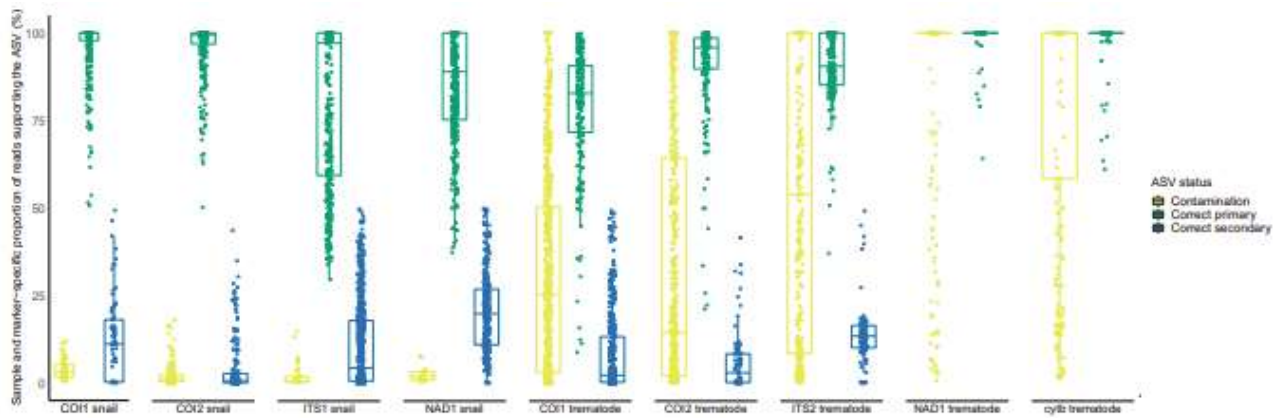 Sample and marker-specific proportion of reads supporting the ASV (%)
100
75
50
25
0
COI1 snail
COI2 snail
ITS1 snail
NAD1 snail
COI1 trematode
COI2 trematode
ITS2 trematode
NAD1 trematode
cytb trematode
ASV status
Contamination
Correct primary
Correct secondary